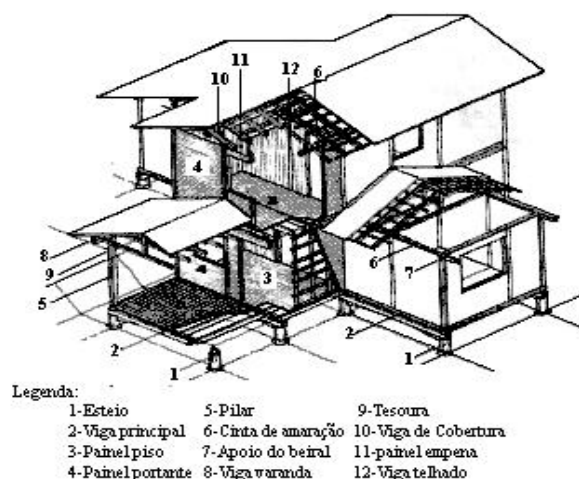 11 12 6
10
4
8
9
3
6
7
5
2
2
1
1
Legenda:
1-Esteio 5-Pilar 9-Tesoura
2-Viga principal 6-Cinta de amaração 10-Viga de Cobertura
3-Painel piso 7-Apoio do beiral 11-painel empena
4-Painel portante 8-Viga varanda 12-Viga telhado